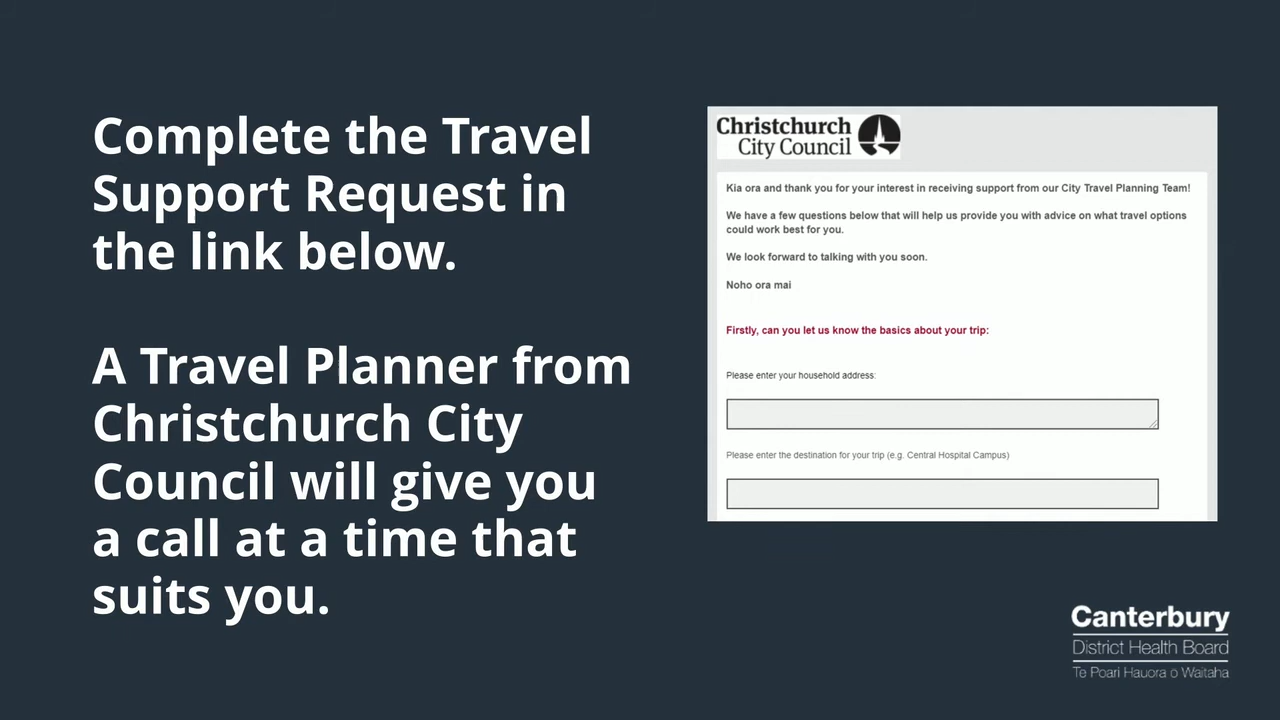 Complete the Travel
Support Request in
the link below.
A Travel Planner from
Christchurch City
Council will give you
a call at a time that
suits you.
Christchurch
City Council
Kia ora and thank you for your interest in receiving support from our City Travel Planning Team!
We have a few questions below that will help us provide you with advice on what travel options
could work best for you.
We look forward to talking with you soon.
Noho ora mai
Firstly, can you let us know the basics about your trip:
Please enter your household address:
Please enter the destination for your trip (e.g. Central Hospital Campus)
Canterbury
District Health Board
Te Poari Hauora ō Waitaha